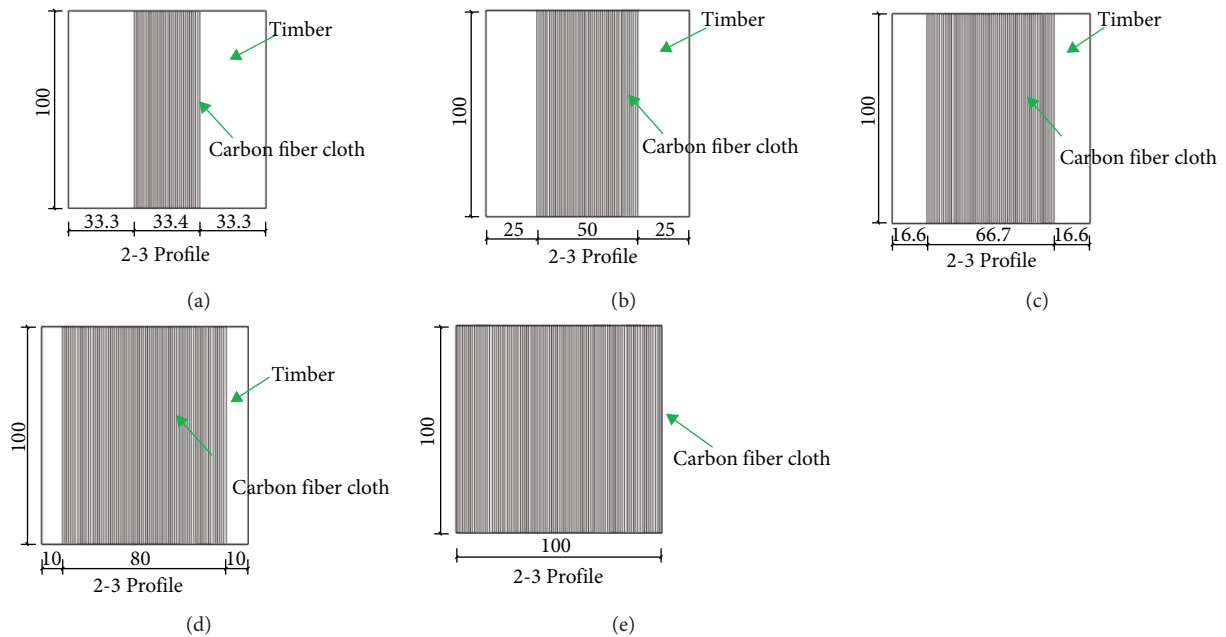 Timber
100
Carbon fiber cloth
33.3 33.4 33.3
2-3 Profile
(a)
Timber
100
Carbon fiber cloth
25 50 25
2-3 Profile
(b)
Timber
100
Carbon fiber cloth
16.6 66.7 16.6
2-3 Profile
(c)
Timber
100
Carbon fiber cloth
10 80 10
2-3 Profile
(d)
100
Carbon fiber cloth
100
2-3 Profile
(e)